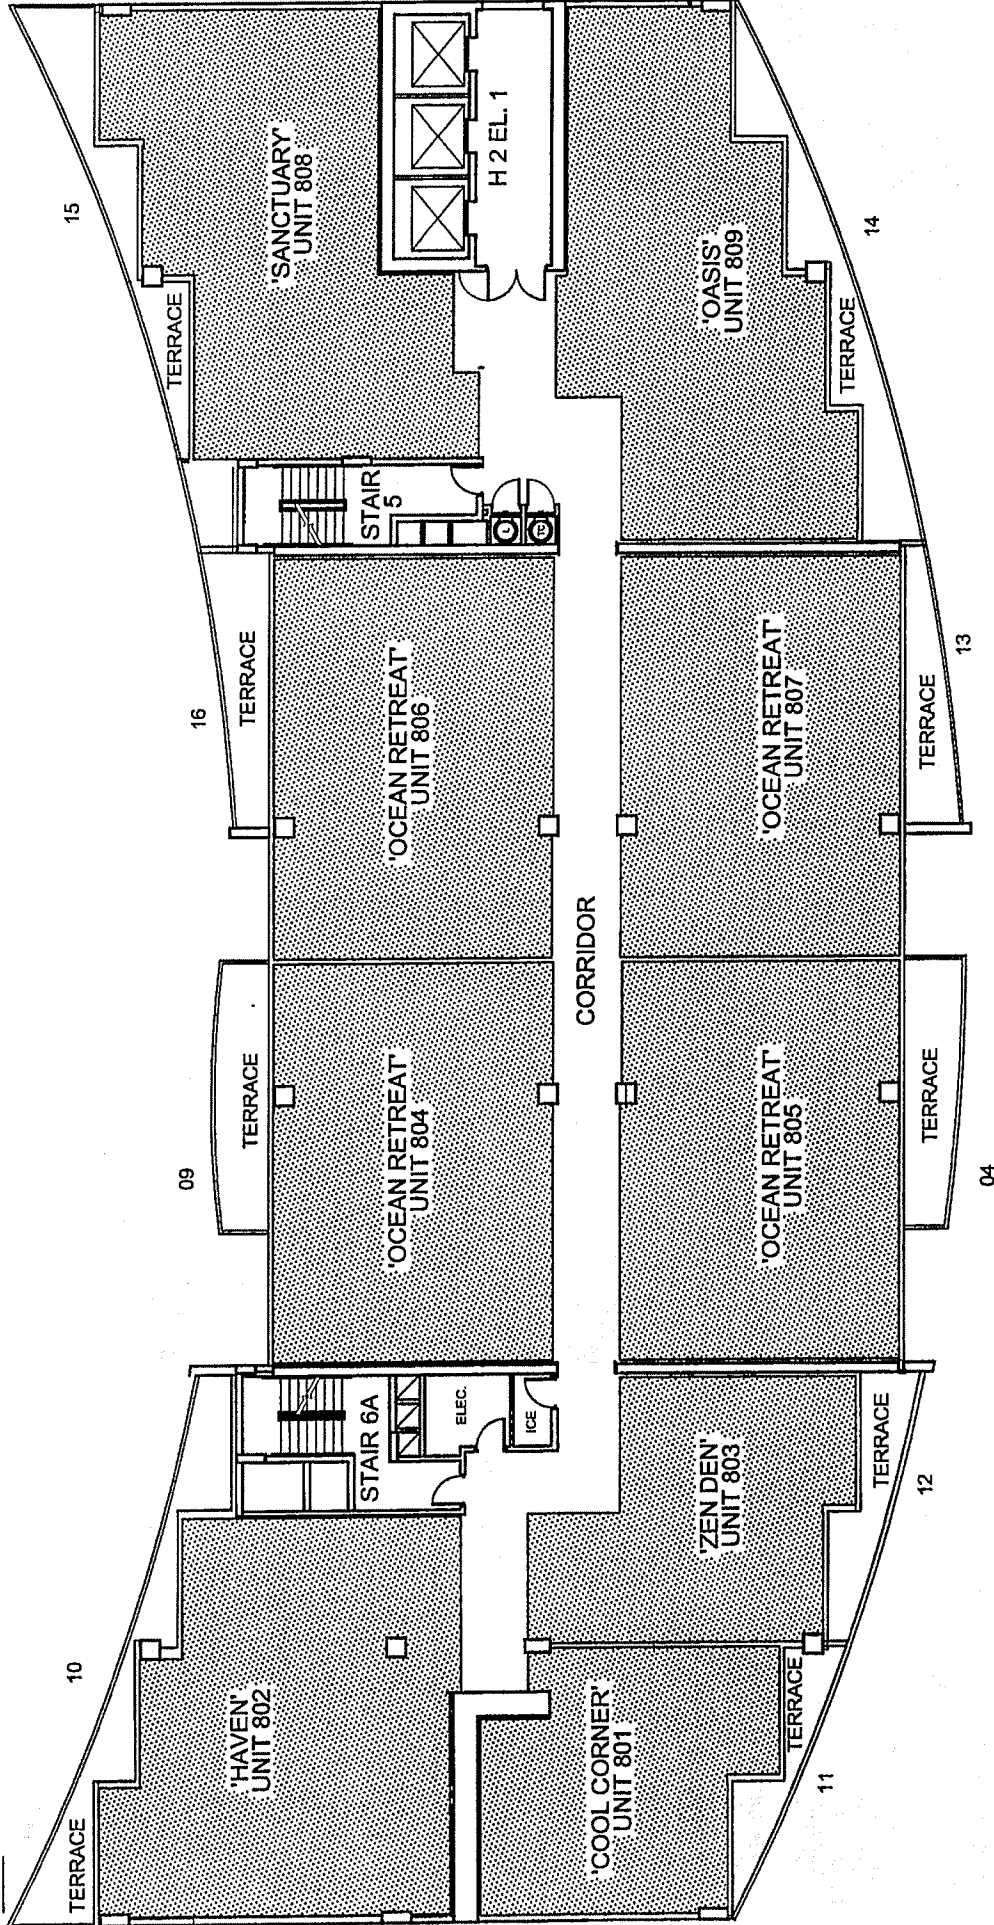 15
'SANCTUARY'
UNIT 808
TERRACE
H 2 EL. 1
'OASIS'
UNIT 809
14
TERRACE
STAIR
5
TC
16
TERRACE
'OCEAN RETREAT'
UNIT 806
'OCEAN RETREAT'
UNIT 807
TERRACE
13
CORRIDOR
09
TERRACE
'OCEAN RETREAT'
UNIT 804
'OCEAN RETREAT'
UNIT 805
TERRACE
04
STAIR 6A
ELEC.
ICE
10
TERRACE
'HAVEN'
UNIT 802
'ZEN DEN'
UNIT 803
TERRACE
12
'COOL CORNER'
UNIT 801
TERRACE
11